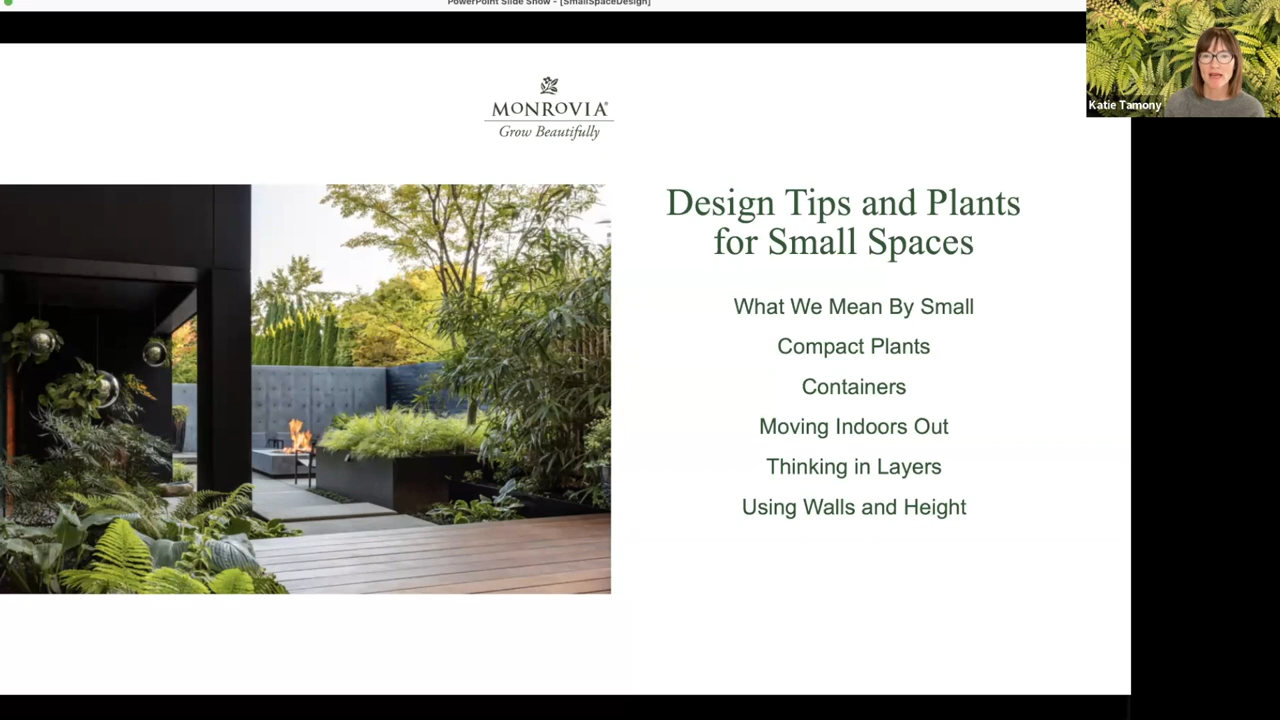 PowerPoint Slide Show - [SmallSpaceDesign]
Katie Tamony
MONROVIA®
Grow Beautifully
Design Tips and Plants
for Small Spaces
What We Mean By Small
Compact Plants
Containers
Moving Indoors Out
Thinking in Layers
Using Walls and Height